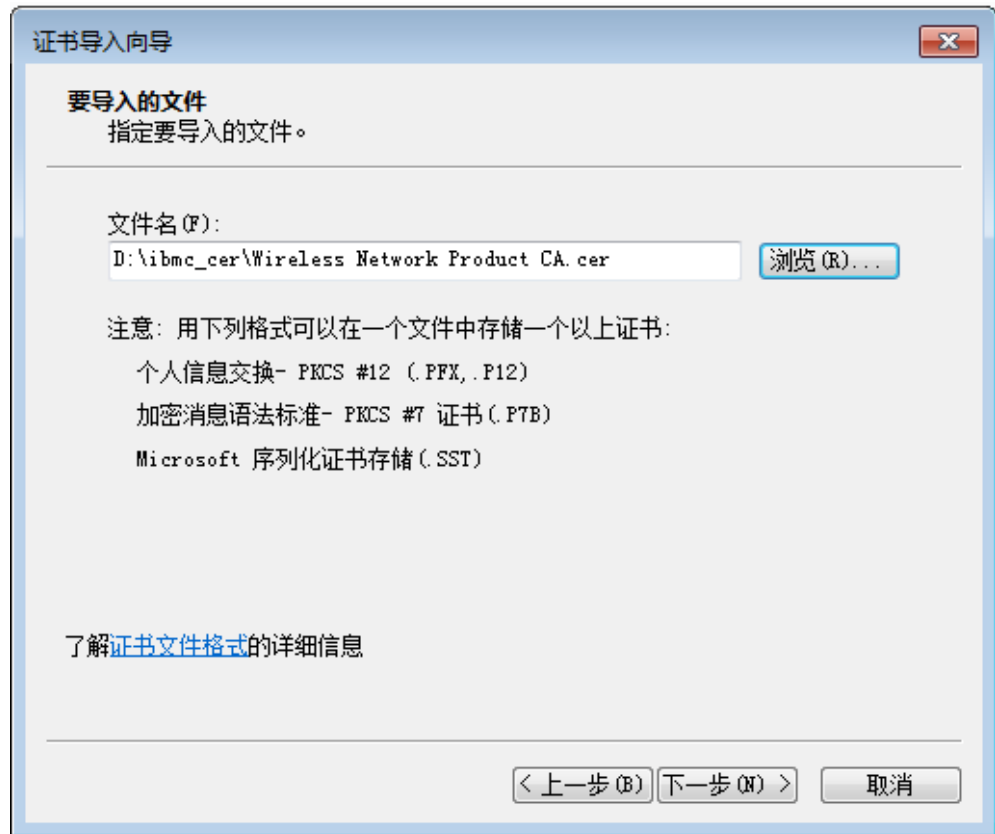 证书导入向导
要导入的文件
指定要导入的文件。
文件名(F):
D:\ibmc_cer\Wireless Network Product CA.cer 浏览(R)...
注意: 用下列格式可以在一个文件中存储一个以上证书:
个人信息交换- PKCS #12 (.PFX,.P12)
加密消息语法标准- PKCS #7 证书(.P7B)
Microsoft 序列化证书存储(.SST)
了解证书文件格式的详细信息
< 上一步(B) 下一步(N) > 取消